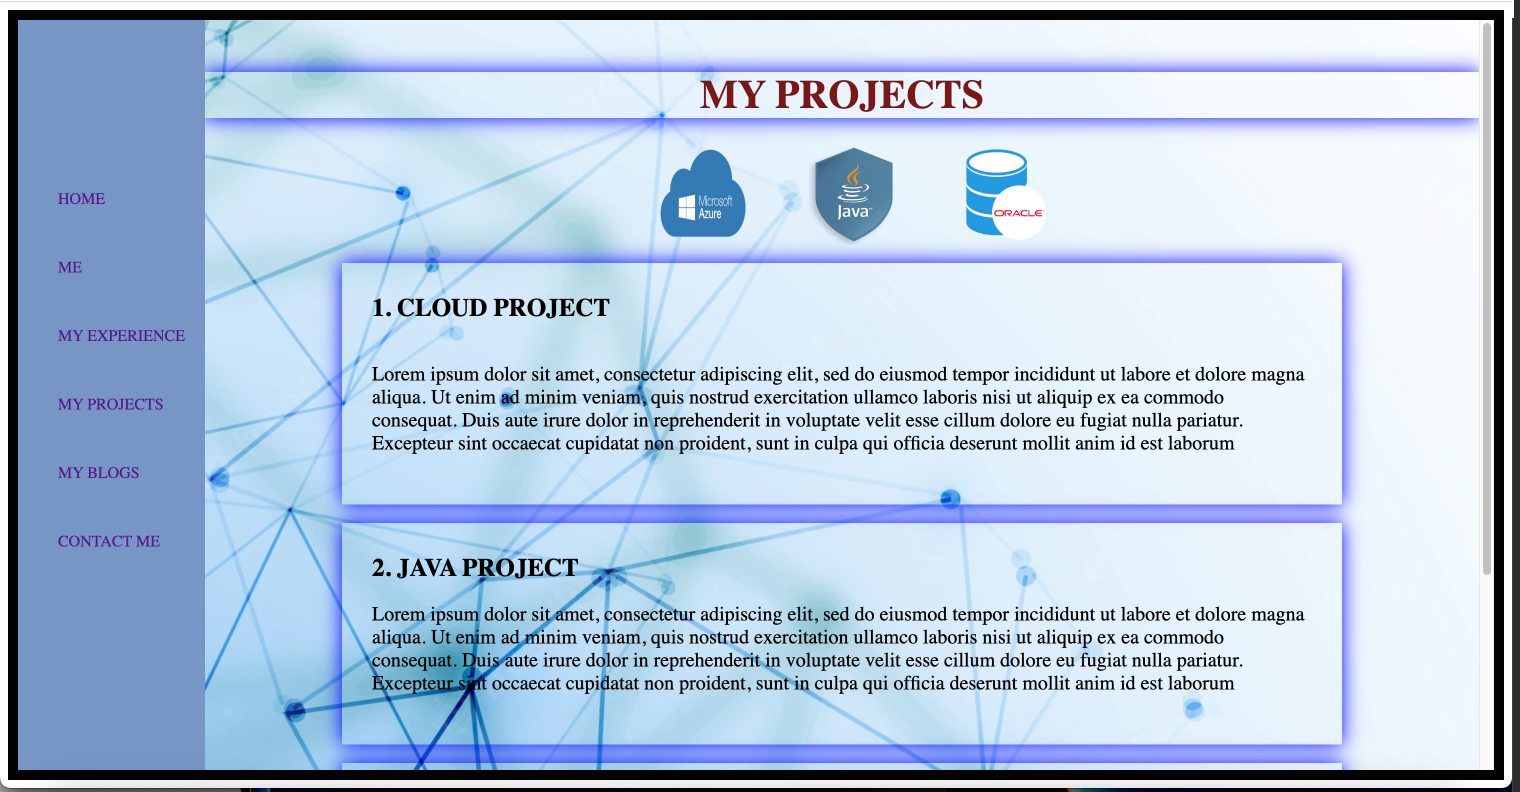 MY PROJECTS
Microsoft
Azure
Java™
ORACLE
HOME
ME
MY EXPERIENCE
MY PROJECTS
MY BLOGS
CONTACT ME
1. CLOUD PROJECT
Lorem ipsum dolor sit amet, consectetur adipiscing elit, sed do eiusmod tempor incididunt ut labore et dolore magna
aliqua. Ut enim ad minim veniam, quis nostrud exercitation ullamco laboris nisi ut aliquip ex ea commodo
consequat. Duis aute irure dolor in reprehenderit in voluptate velit esse cillum dolore eu fugiat nulla pariatur.
Excepteur sint occaecat cupidatat non proident, sunt in culpa qui officia deserunt mollit anim id est laborum
2. JAVA PROJECT
Lorem ipsum dolor sit amet, consectetur adipiscing elit, sed do eiusmod tempor incididunt ut labore et dolore magna
aliqua. Ut enim ad minim veniam, quis nostrud exercitation ullamco laboris nisi ut aliquip ex ea commodo
consequat. Duis aute irure dolor in reprehenderit in voluptate velit esse cillum dolore eu fugiat nulla pariatur.
Excepteur sint occaecat cupidatat non proident, sunt in culpa qui officia deserunt mollit anim id est laborum